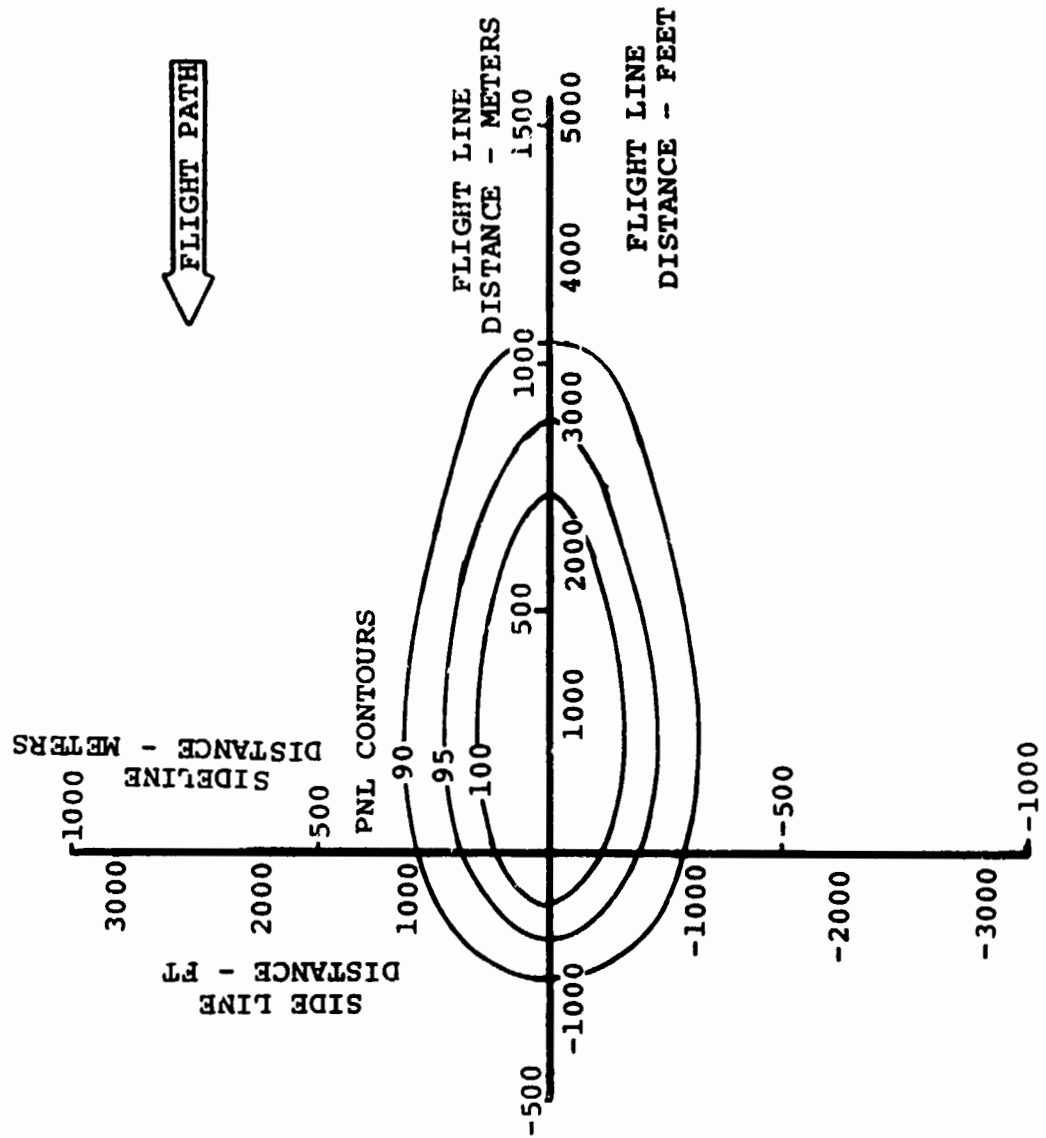 FLIGHT PATH
FLIGHT LINE
DISTANCE - METERS
1500
1000
500
-500
5000
4000
3000
2000
1000
-1000
FLIGHT LINE
DISTANCE - FEET
PNL CONTOURS
90
95
100
SIDELINE
DISTANCE - METERS
1000
500
-500
-1000
3000
2000
1000
-1000
-2000
-3000
SIDE LINE
DISTANCE - FT